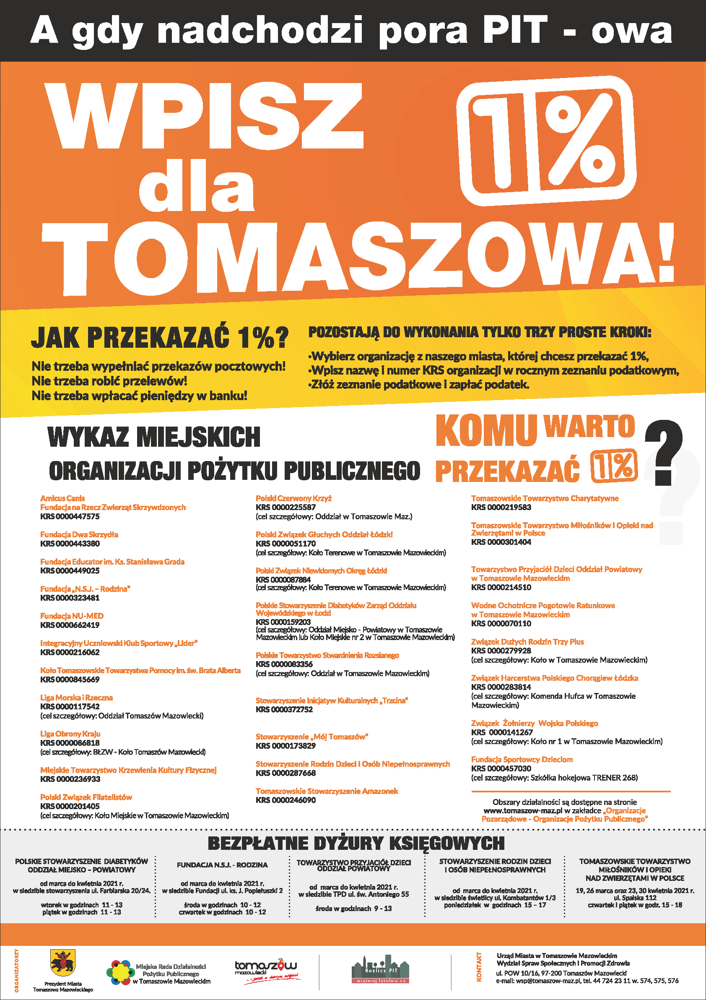 A gdy nadchodzi pora PIT - owa
WPISZ
dla
TOMASZOWA!
1%
JAK PRZEKAZAĆ 1%?
Nie trzeba wypełniać przekazów pocztowych!
Nie trzeba robić przelewów!
Nie trzeba wpłacać pieniędzy w banku!
POZOSTAJĄ DO WYKONANIA TYLKO TRZY PROSTE KROKI:
•Wybierz organizację z naszego miasta, której chcesz przekazać 1%,
•Wpisz nazwę i numer KRS organizacji w rocznym zeznaniu podatkowym,
•Złóż zeznanie podatkowe i zapłać podatek.
WYKAZ MIEJSKICH
ORGANIZACJI POŻYTKU PUBLICZNEGO
KOMU WARTO
PRZEKAZAĆ 1% ?
Amicus Canis
Fundacja na Rzecz Zwierząt Skrzywdzonych
KRS 0000447575
Fundacja Dwa Skrzydła
KRS 0000443380
Fundacja Educator im. Ks. Stanisława Grada
KRS 0000449025
Fundacja „N.S.J. – Rodzina"
KRS 0000323481
Fundacja NU-MED
KRS 0000662419
Integracyjny Uczniowski Klub Sportowy „Lider"
KRS 0000216062
Koło Tomaszowskie Towarzystwa Pomocy im. św. Brata Alberta
KRS 0000845669
Liga Morska i Rzeczna
KRS 0000117542
(cel szczegółowy: Oddział Tomaszów Mazowiecki)
Liga Obrony Kraju
KRS 0000086818
(cel szczegółowy: BŁZW - Koło Tomaszów Mazowiecki)
Miejskie Towarzystwo Krzewienia Kultury Fizycznej
KRS 0000236933
Polski Związek Filatelistów
KRS 0000201405
(cel szczegółowy: Koło Miejskie w Tomaszowie Mazowieckim)
Polski Czerwony Krzyż
KRS 0000225587
(cel szczegółowy: Oddział w Tomaszowie Maz.)
Polski Związek Głuchych Oddział Łódzki
KRS 0000051170
(cel szczegółowy: Koło Terenowe w Tomaszowie Mazowieckim)
Polski Związek Niewidomych Okręg Łódzki
KRS 0000087884
(cel szczegółowy: Koło Terenowe w Tomaszowie Mazowieckim)
Polskie Stowarzyszenie Diabetyków Zarząd Oddziału
Wojewódzkiego w Łodzi
KRS 0000159203
(cel szczegółowy: Oddział Miejsko - Powiatowy w Tomaszowie
Mazowieckim lub Koło Miejskie nr 2 w Tomaszowie Mazowieckim)
Polskie Towarzystwo Stwardnienia Rozsianego
KRS 0000083356
(cel szczegółowy: Oddział w Tomaszowie Mazowieckim)
Stowarzyszenie Inicjatyw Kulturalnych „Trzcina"
KRS 0000372752
Stowarzyszenie „Mój Tomaszów"
KRS 0000173829
Stowarzyszenie Rodzin Dzieci i Osób Niepełnosprawnych
KRS 0000287668
Tomaszowskie Stowarzyszenie Amazonek
KRS 0000246090
Tomaszowskie Towarzystwo Charytatywne
KRS 0000219583
Tomaszowskie Towarzystwo Miłośników i Opieki nad
Zwierzętami w Polsce
KRS 0000301404
Towarzystwo Przyjaciół Dzieci Oddział Powiatowy
w Tomaszowie Mazowieckim
KRS 0000214510
Wodne Ochotnicze Pogotowie Ratunkowe
w Tomaszowie Mazowieckim
KRS 0000070110
Związek Dużych Rodzin Trzy Plus
KRS 0000279928
(cel szczegółowy: Koło w Tomaszowie Mazowieckim)
Związek Harcerstwa Polskiego Chorągiew Łódzka
KRS 0000283814
(cel szczegółowy: Komenda Hufca w Tomaszowie
Mazowieckim)
Związek Żołnierzy Wojska Polskiego
KRS 0000141267
(cel szczegółowy: Koło nr 1 w Tomaszowie Mazowieckim)
Fundacja Sportowcy Dzieciom
KRS 0000457030
(cel szczegółowy: Szkółka hokejowa TRENER 268)
Obszary działalności są dostępne na stronie
www.tomaszow-maz.pl w zakładce „Organizacje
Pozarządowe - Organizacje Pożytku Publicznego"
BEZPŁATNE DYŻURY KSIĘGOWYCH
POLSKIE STOWARZYSZENIE DIABETYKÓW
ODDZIAŁ MIEJSKO – POWIATOWY
od marca do kwietnia 2021 r.
w siedzibie stowarzyszenia ul. Farbiarska 20/24,
wtorek w godzinach 11 - 13
piątek w godzinach 11 - 13
FUNDACJA N.S.J. - RODZINA
od marca do kwietnia 2021 r.
w siedzibie Fundacji ul. ks. J. Popiełuszki 2
środa w godzinach 10 - 12
czwartek w godzinach 10 - 12
TOWARZYSTWO PRZYJACIÓŁ DZIECI
ODDZIAŁ POWIATOWY
od marca do kwietnia 2021 r.
w siedzibie TPD ul. św. Antoniego 55
środa w godzinach 9 - 13
STOWARZYSZENIE RODZIN DZIECI
I OSÓB NIEPEŁNOSPRAWNYCH
od marca do kwietnia 2021 r.
w siedzibie świetlicy ul. Kombatantów 1/3
poniedziałek w godzinach 15 – 17
TOMASZOWSKIE TOWARZYSTWO
MIŁOŚNIKÓW I OPIEKI
NAD ZWIERZĘTAMI W POLSCE
19, 26 marca oraz 23, 30 kwietnia 2021 r.
ul. Spalska 112
czwartek i piątek w godz. 15 - 18
ORGANIZATORZY
Prezydent Miasta
Tomaszowa Mazowieckiego
Miejska Rada Działalności
Pożytku Publicznego
w Tomaszowie Mazowieckim
tomaszów
mazowiecki
- i jesteś w dobrym miejscu!
Rozlicz PIT
wspieraj lokalnie »»
KONTAKT
Urząd Miasta w Tomaszowie Mazowieckim
Wydział Spraw Społecznych i Promocji Zdrowia
ul. POW 10/16, 97-200 Tomaszów Mazowiecki
e-mail: wsp@tomaszow-maz.pl, tel. 44 724 23 11 w. 574, 575, 576